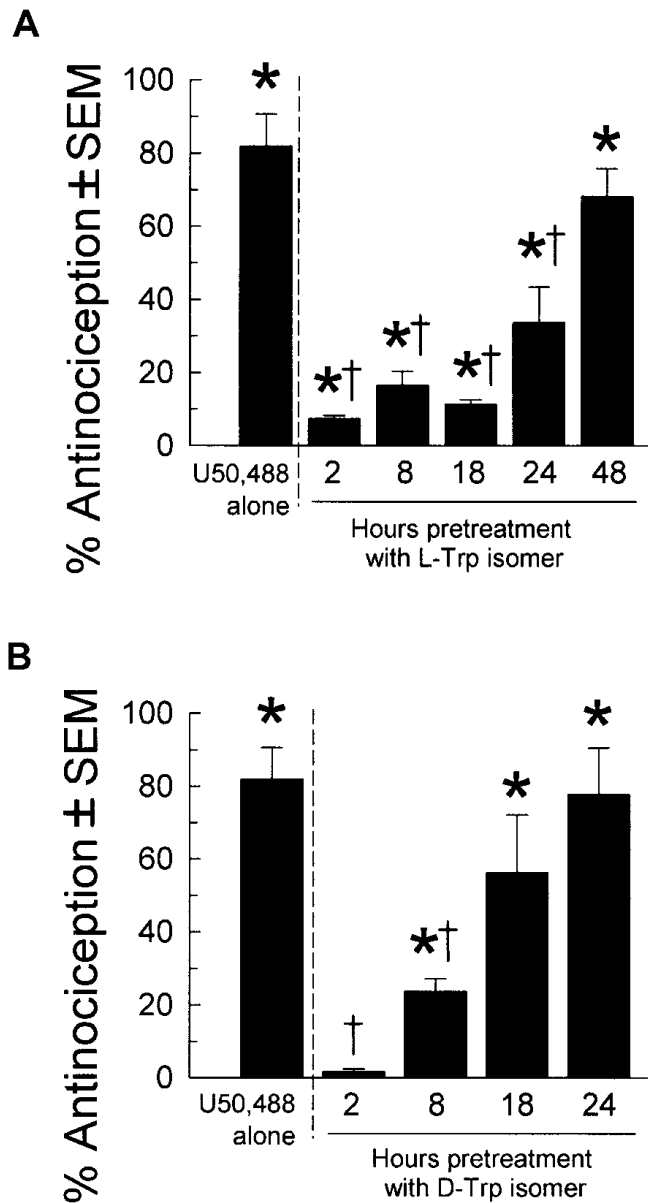 A
% Antinociception ± SEM
100
80
60
40
20
0
*
*†
*†
*†
*†
*
U50,488
alone
2 8 18 24 48
Hours pretreatment
with L-Trp isomer
B
% Antinociception ± SEM
100
80
60
40
20
0
*
†
*†
*
*
U50,488
alone
2 8 18 24
Hours pretreatment
with D-Trp isomer